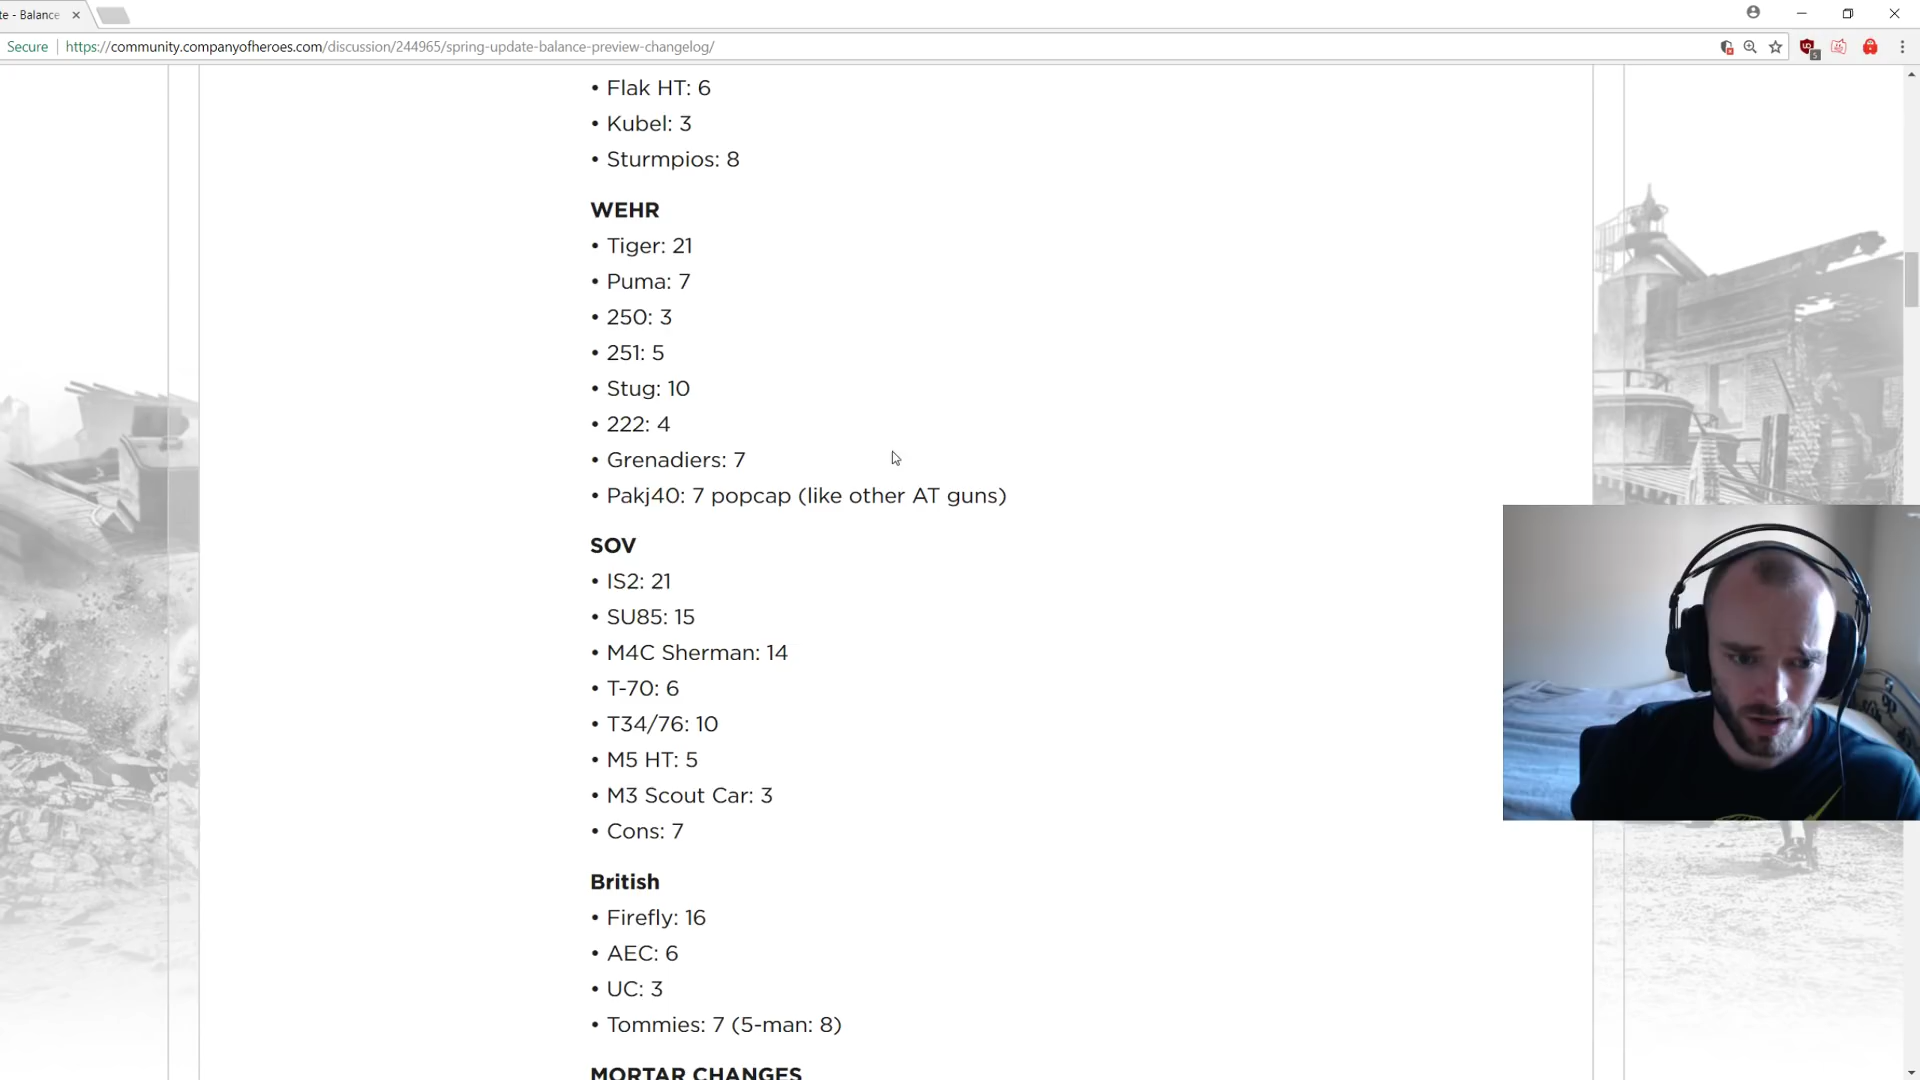 te - Balance
Secure
https://community.companyofheroes.com/discussion/244965/spring-update-balance-preview-changelog/
• Flak HT: 6
• Kubel: 3
• Sturmpios: 8
WEHR
• Tiger: 21
• Puma: 7
• 250: 3
• 251: 5
• Stug: 10
• 222: 4
• Grenadiers: 7
• Pakj40: 7 popcap (like other AT guns)
SOV
• IS2: 21
• SU85: 15
• M4C Sherman: 14
• T-70: 6
• T34/76: 10
• M5 HT: 5
• M3 Scout Car: 3
• Cons: 7
British
• Firefly: 16
• AEC: 6
• UC: 3
• Tommies: 7 (5-man: 8)
MORTAR CHANGES